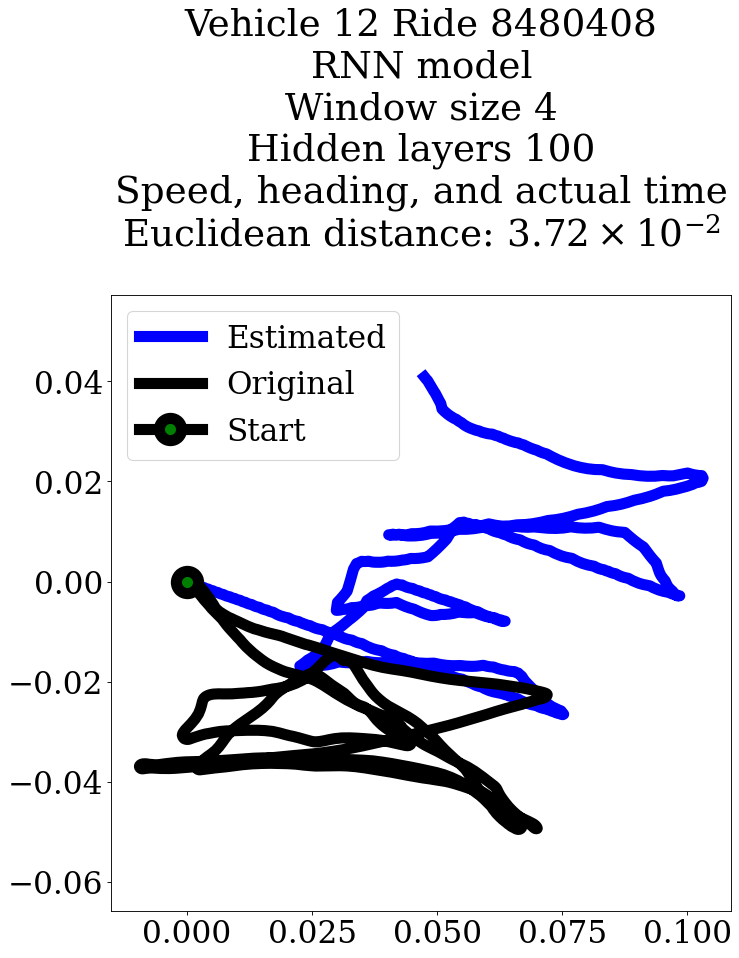 Vehicle 12 Ride 8480408
RNN model
Window size 4
Hidden layers 100
Speed, heading, and actual time
Euclidean distance: 3.72 × 10⁻²
Estimated
Original
Start
0.04
0.02
0.00
−0.02
−0.04
−0.06
0.000 0.025 0.050 0.075 0.100